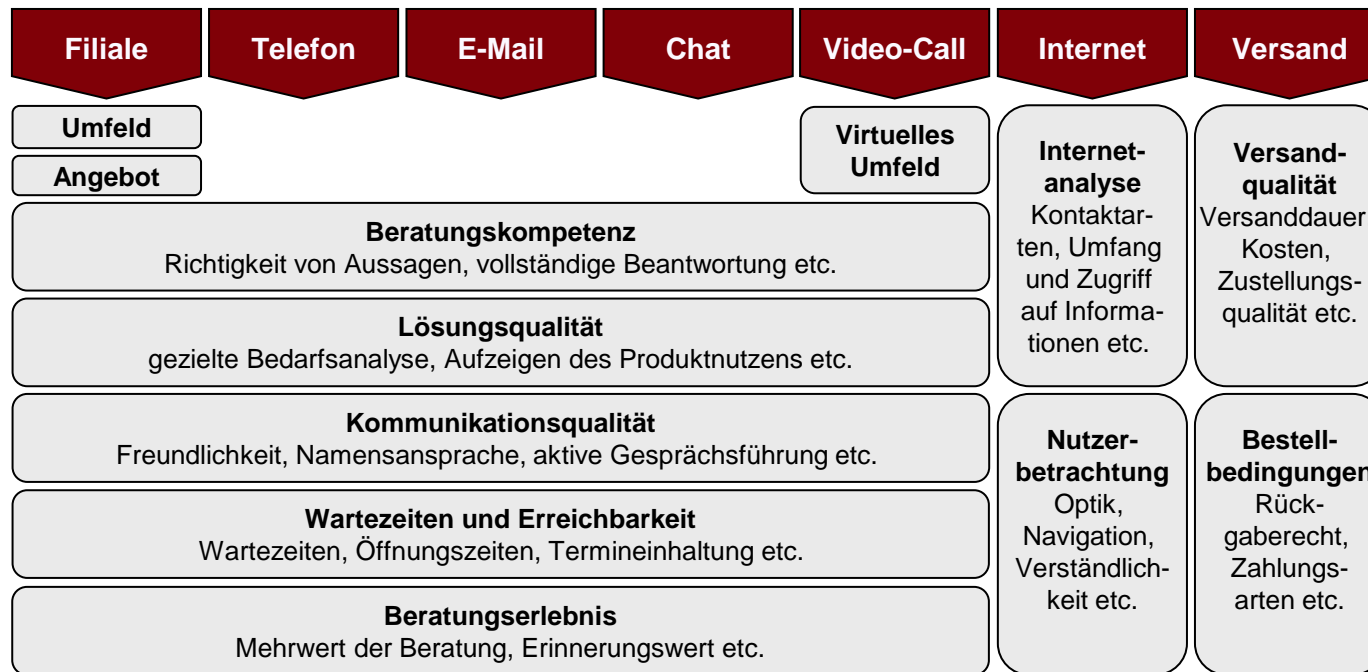 Filiale
Telefon
E-Mail
Chat
Video-Call
Internet
Versand
Umfeld
Angebot
Virtuelles
Umfeld
Beratungskompetenz
Richtigkeit von Aussagen, vollständige Beantwortung etc.
Lösungsqualität
gezielte Bedarfsanalyse, Aufzeigen des Produktnutzens etc.
Kommunikationsqualität
Freundlichkeit, Namensansprache, aktive Gesprächsführung etc.
Wartezeiten und Erreichbarkeit
Wartezeiten, Öffnungszeiten, Termineinhaltung etc.
Beratungserlebnis
Mehrwert der Beratung, Erinnerungswert etc.
Internet-
analyse
Kontaktar-
ten, Umfang
und Zugriff
auf Informa-
tionen etc.
Nutzer-
betrachtung
Optik,
Navigation,
Verständlich-
keit etc.
Versand-
qualität
Versanddauer
Kosten,
Zustellungs-
qualität etc.
Bestell-
bedingungen
Rück-
gaberecht,
Zahlungs-
arten etc.